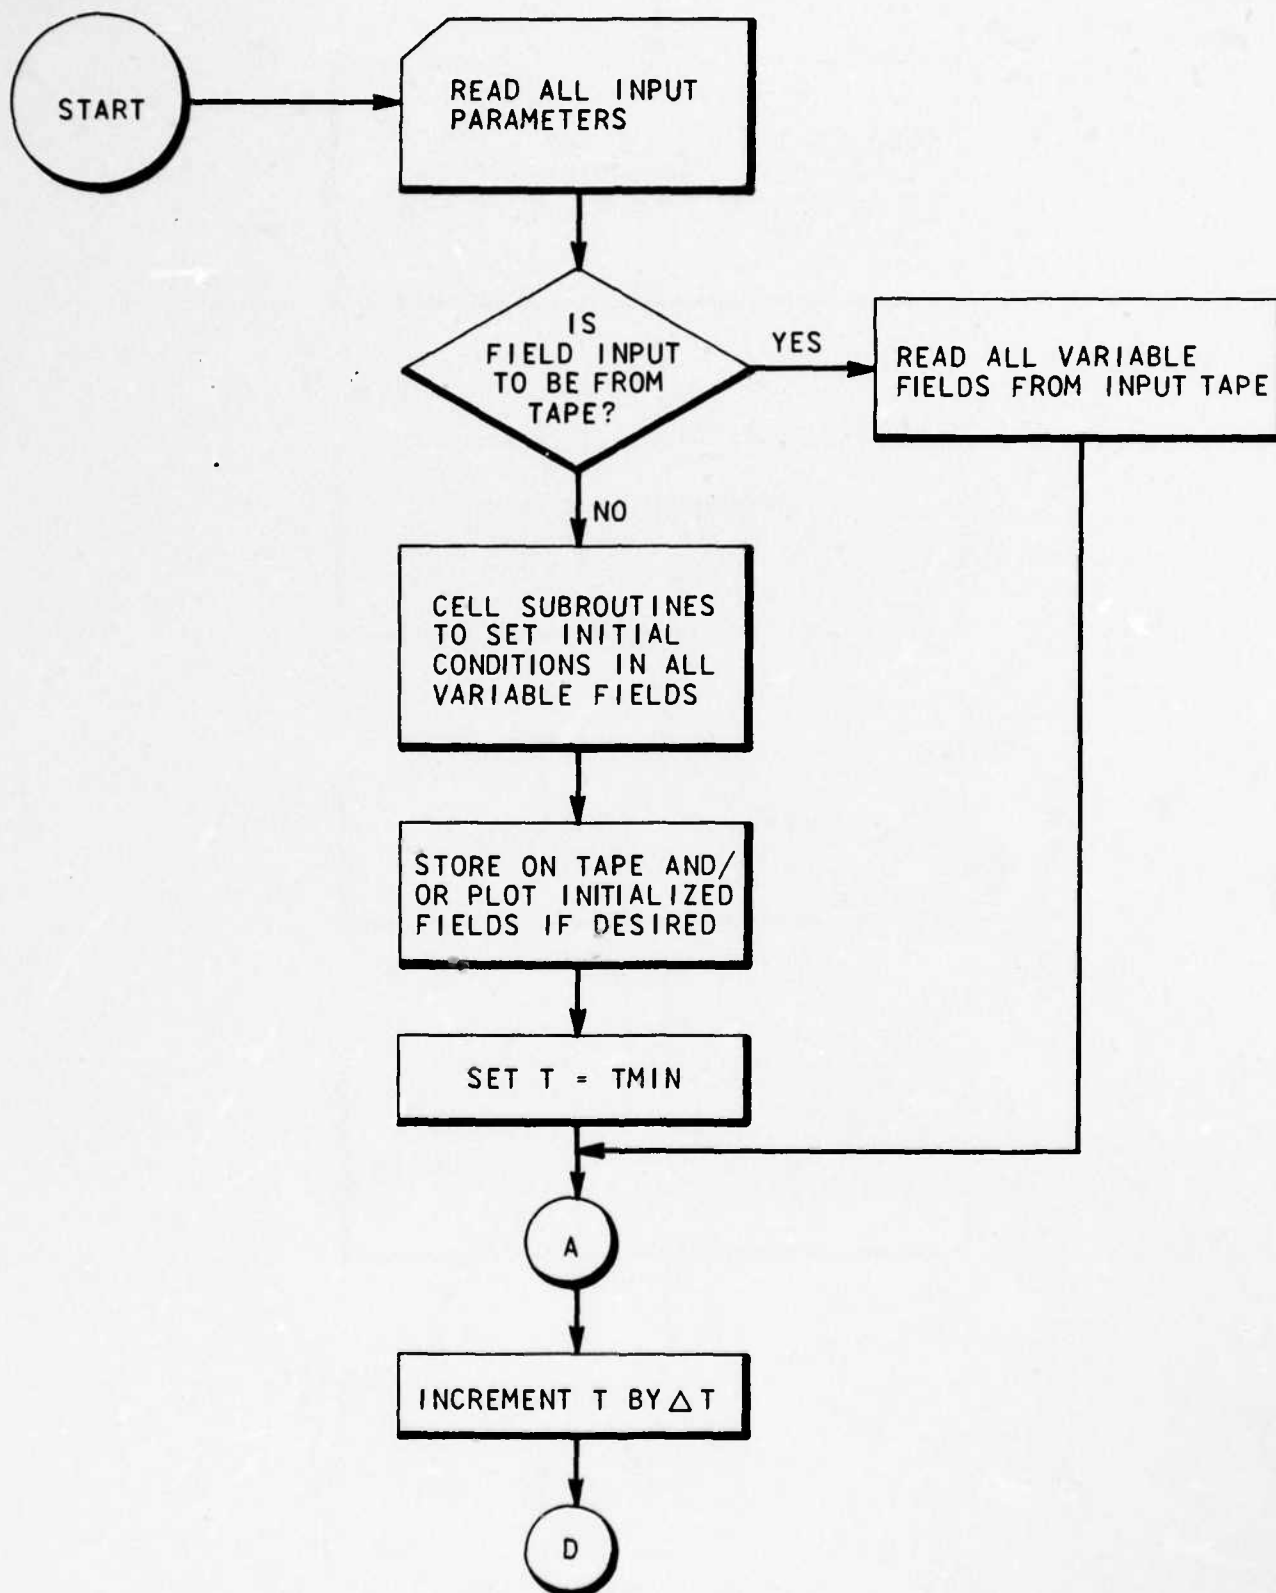 START
READ ALL INPUT
PARAMETERS
IS
FIELD INPUT
TO BE FROM
TAPE?
YES
READ ALL VARIABLE
FIELDS FROM INPUT TAPE
NO
CELL SUBROUTINES
TO SET INITIAL
CONDITIONS IN ALL
VARIABLE FIELDS
STORE ON TAPE AND/
OR PLOT INITIALIZED
FIELDS IF DESIRED
SET T = TMIN
A
INCREMENT T BY △ T
D